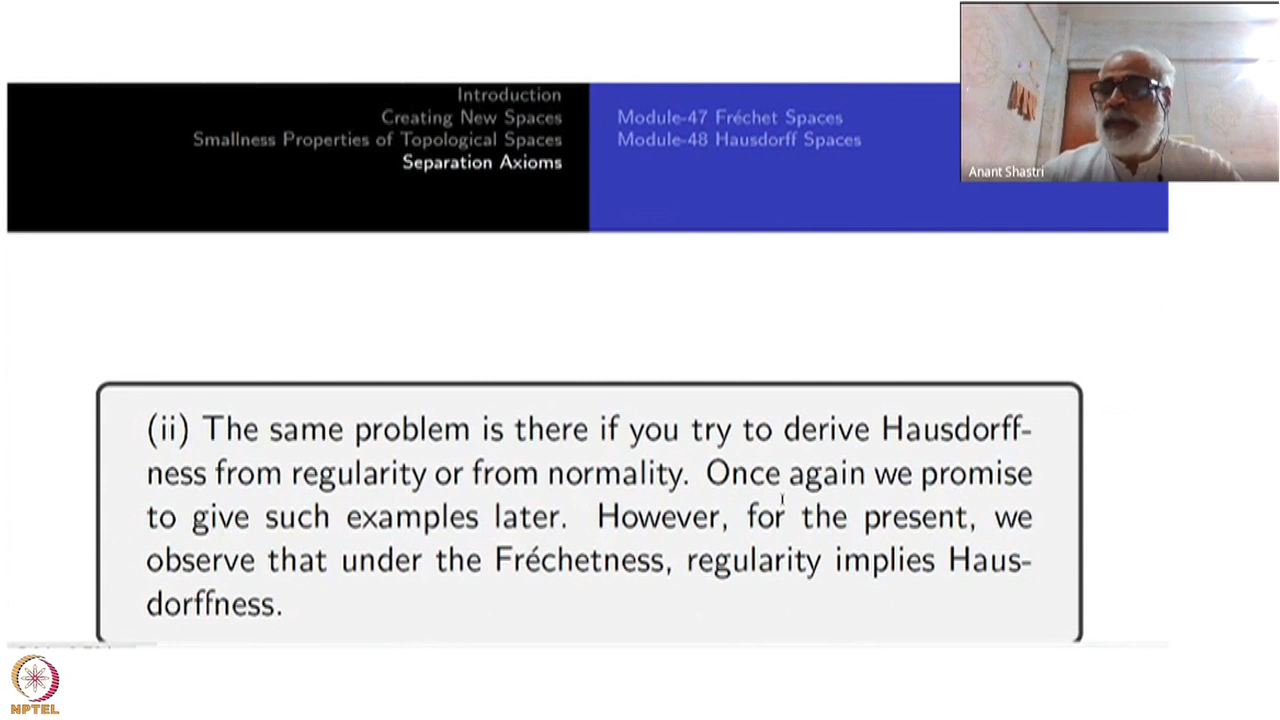 Introduction
Creating New Spaces
Smallness Properties of Topological Spaces
Separation Axioms
Module-47 Fréchet Spaces
Module-48 Hausdorff Spaces
Anant Shastri
(ii) The same problem is there if you try to derive Hausdorff-
ness from regularity or from normality. Once again we promise
to give such examples later. However, for the present, we
observe that under the Fréchetness, regularity implies Haus-
dorffness.
NPTEL